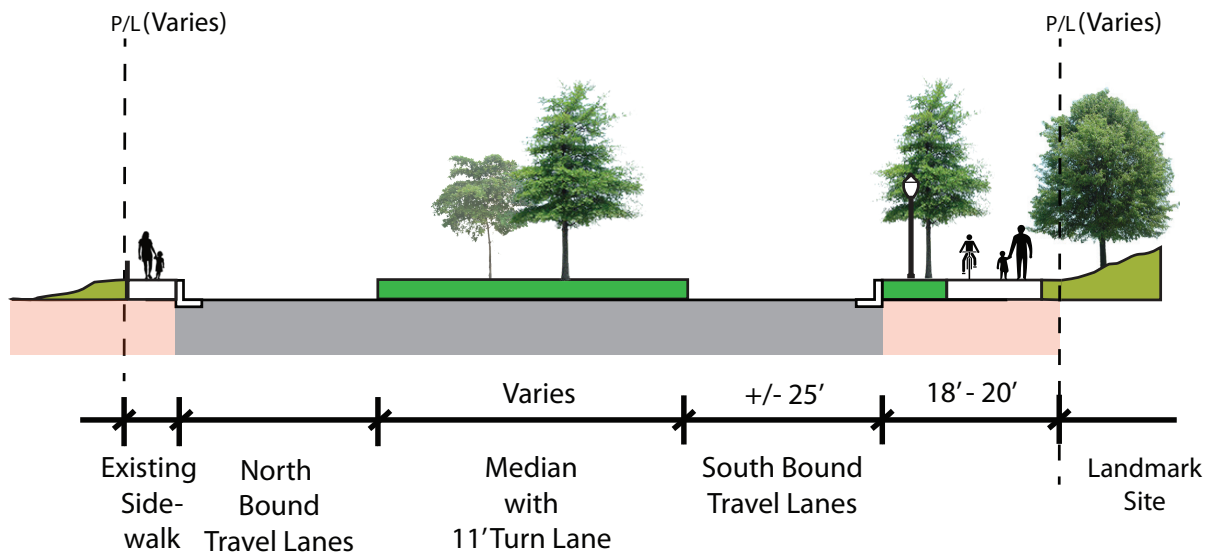 P/L (Varies)
P/L (Varies)
Varies
+/- 25’
18’ - 20’
Existing
Side-
walk
North
Bound
Travel Lanes
Median
with
11’ Turn Lane
South Bound
Travel Lanes
Landmark
Site